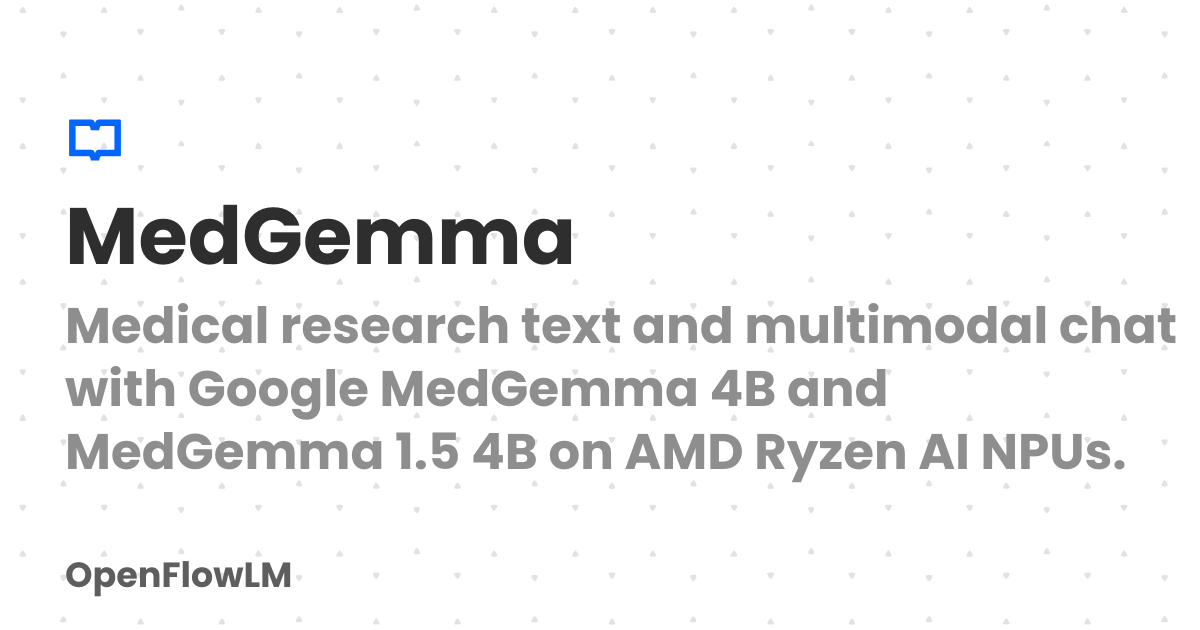 MedGemma
Medical research text and multimodal chat
with Google MedGemma 4B and
MedGemma 1.5 4B on AMD Ryzen AI NPUs.
OpenFlowLM